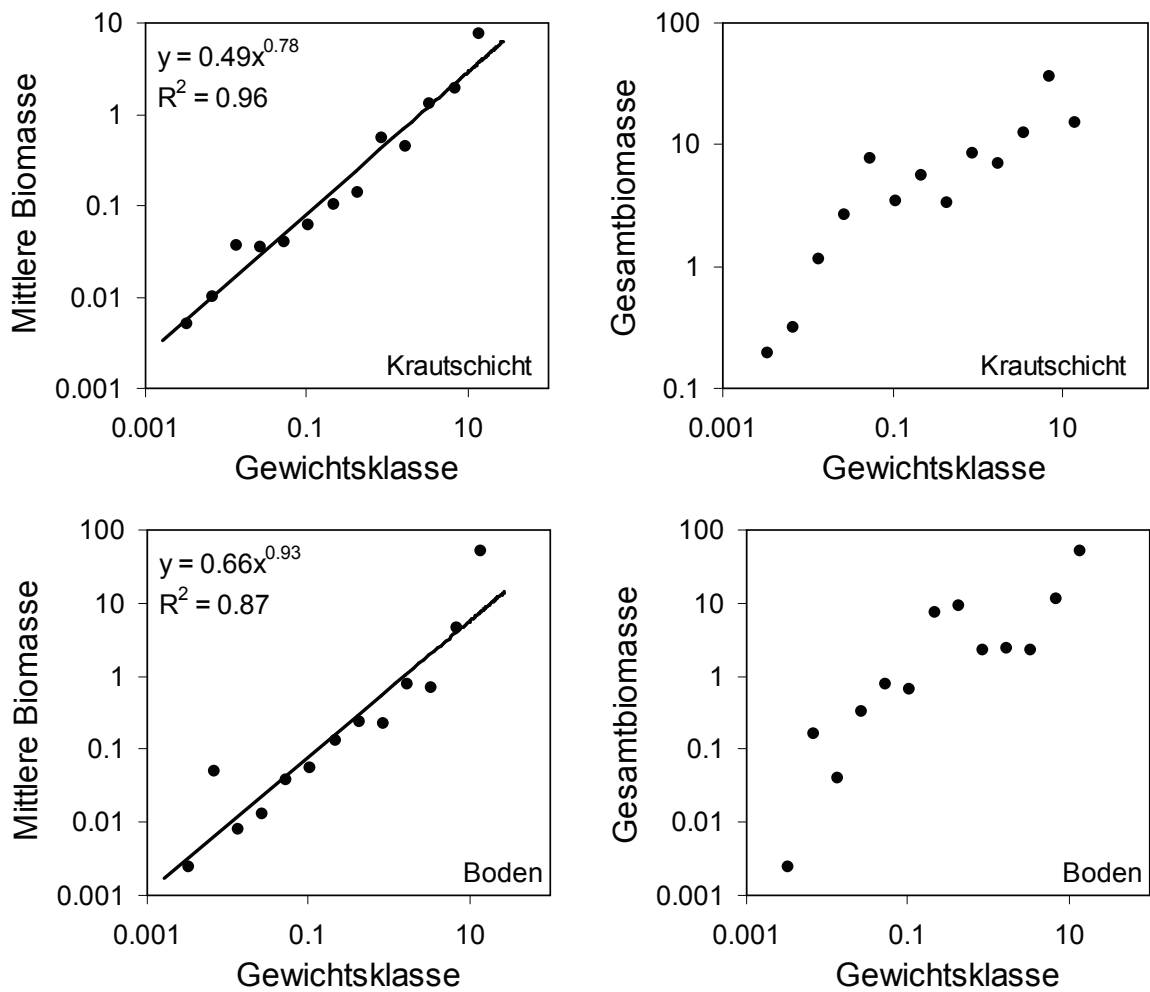 Mittlere Biomasse
10
1
0.1
0.01
0.001
y = 0.49x^0.78
R^2 = 0.96
Krautschicht
0.001 0.1 10
Gewichtsklasse
Gesamtbiomasse
100
10
1
0.1
Krautschicht
0.001 0.1 10
Gewichtsklasse
Mittlere Biomasse
100
10
1
0.1
0.01
0.001
y = 0.66x^0.93
R^2 = 0.87
Boden
0.001 0.1 10
Gewichtsklasse
Gesamtbiomasse
100
10
1
0.1
0.01
0.001
Boden
0.001 0.1 10
Gewichtsklasse